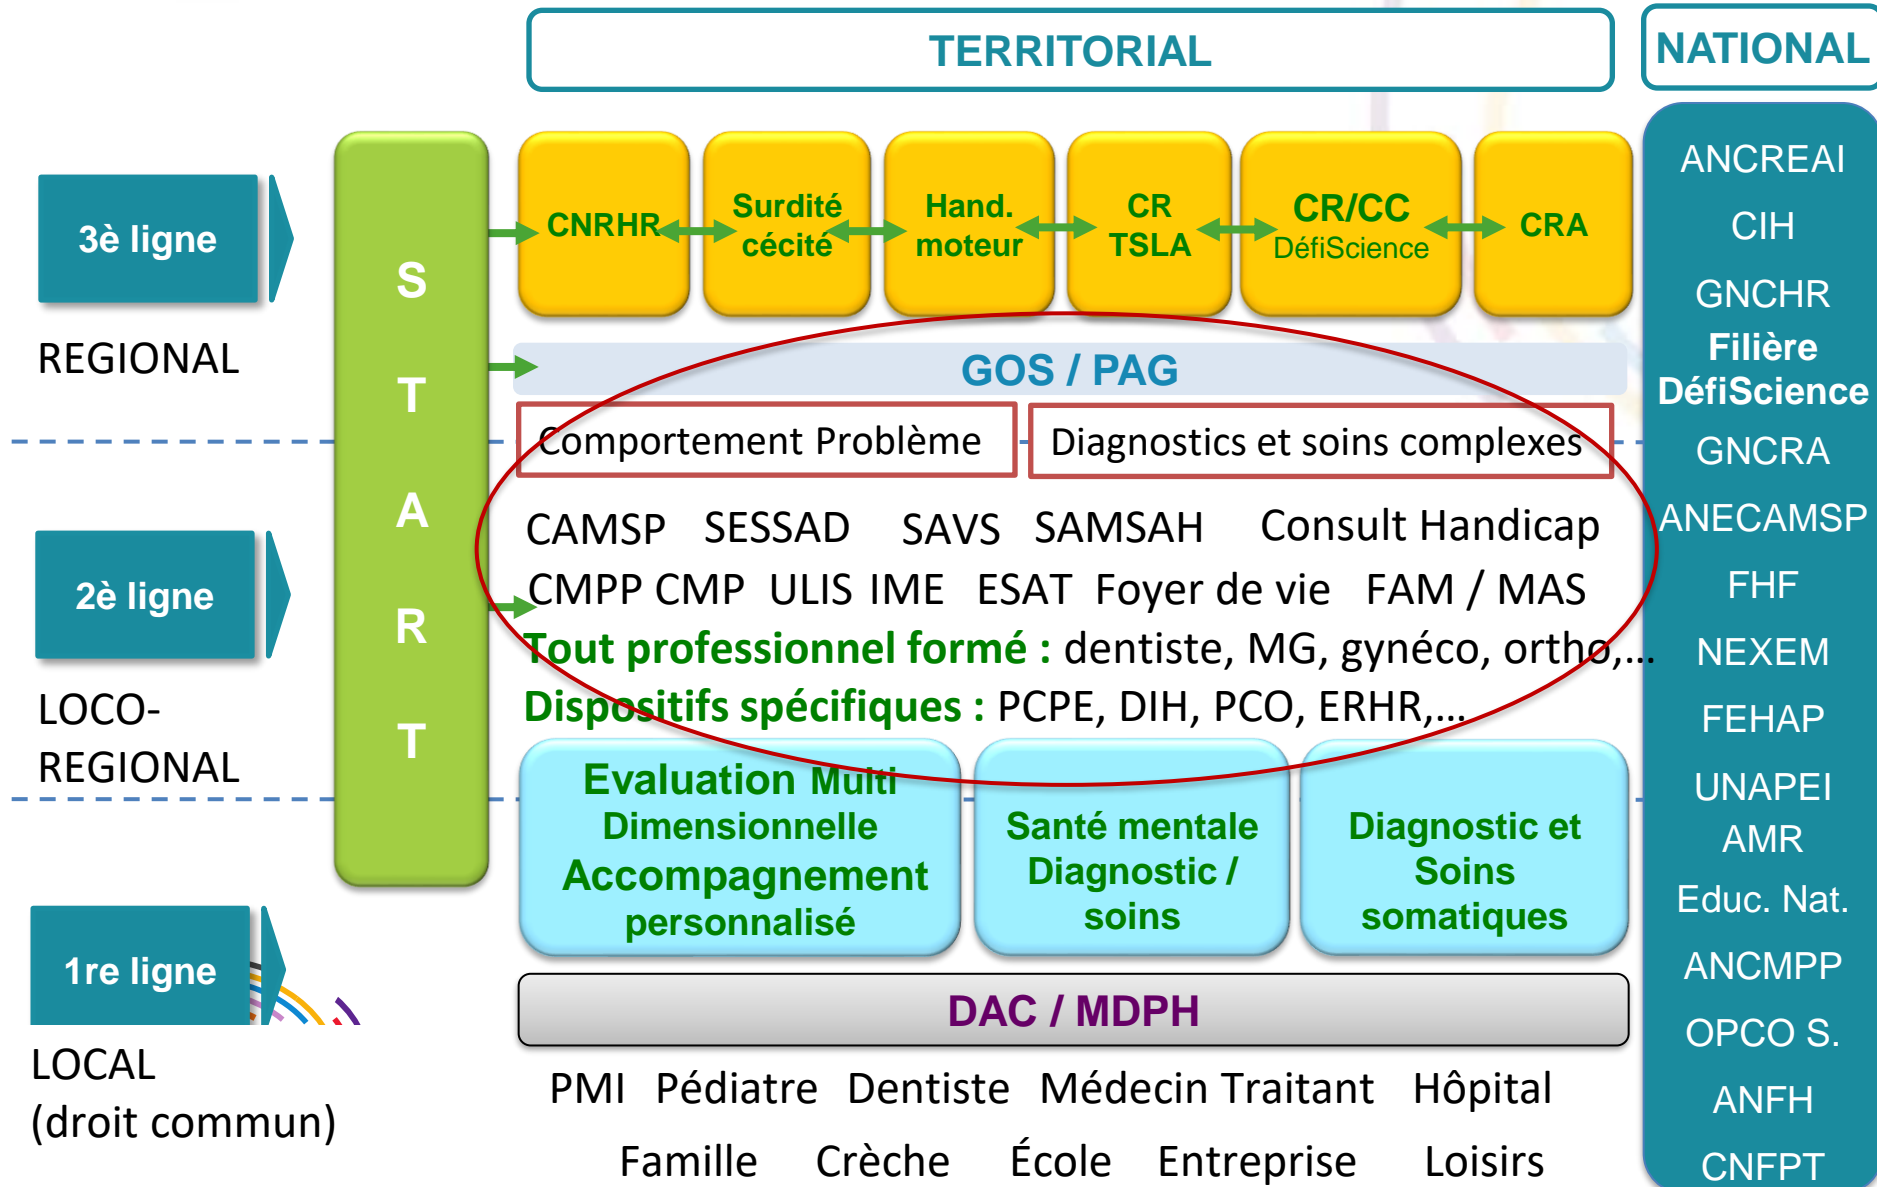 TERRITORIAL
NATIONAL
3è ligne
REGIONAL
2è ligne
LOCO-
REGIONAL
1re ligne
LOCAL
(droit commun)
S
T
A
R
T
CNRHR
Surdité
cécité
Hand.
moteur
CR
TSLA
CR/CC
DéfiScience
CRA
GOS / PAG
Comportement Problème
Diagnostics et soins complexes
CAMSP SESSAD SAVS SAMSAH Consult Handicap
CMPP CMP ULIS IME ESAT Foyer de vie FAM / MAS
Tout professionnel formé : dentiste, MG, gynéco, ortho,...
Dispositifs spécifiques : PCPE, DIH, PCO, ERHR,...
Evaluation Multi
Dimensionnelle
Accompagnement
personnalisé
Santé mentale
Diagnostic /
soins
Diagnostic et
Soins
somatiques
DAC / MDPH
PMI Pédiatre Dentiste Médecin Traitant Hôpital
Famille Crèche École Entreprise Loisirs
ANCREAI
CIH
GNCHR
Filière
DéfiScience
GNCRA
ANECAMSP
FHF
NEXEM
FEHAP
UNAPEI
AMR
Educ. Nat.
ANCMPP
OPCO S.
ANFH
CNFPT